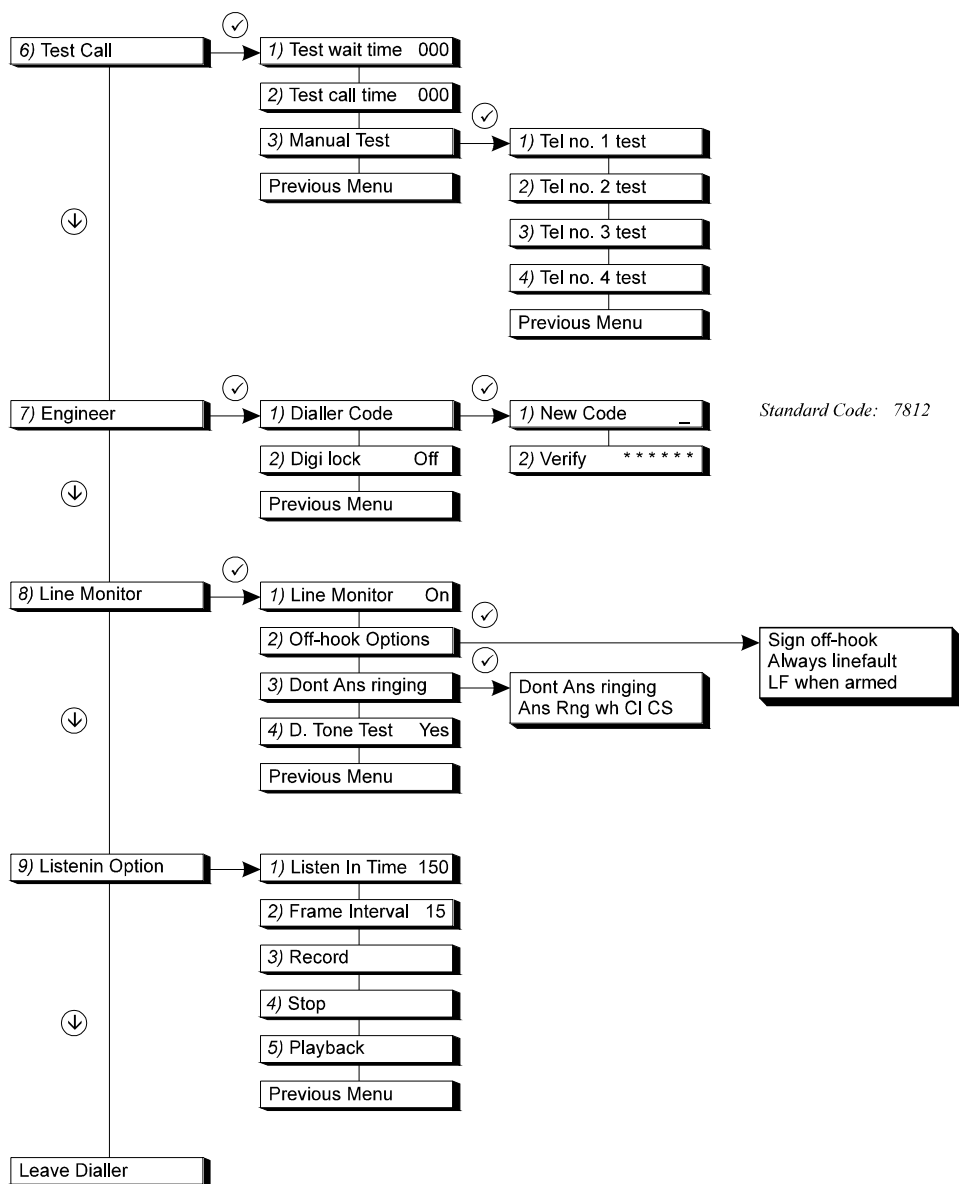 6) Test Call
1) Test wait time 000
2) Test call time 000
3) Manual Test
Previous Menu
1) Tel no. 1 test
2) Tel no. 2 test
3) Tel no. 3 test
4) Tel no. 4 test
Previous Menu
7) Engineer
1) Dialler Code
2) Digi lock Off
Previous Menu
1) New Code _
2) Verify * * * * * *
Standard Code: 7812
8) Line Monitor
1) Line Monitor On
2) Off-hook Options
3) Dont Ans ringing
4) D. Tone Test Yes
Previous Menu
Sign off-hook
Always linefault
LF when armed
Dont Ans ringing
Ans Rng wh Cl CS
9) Listenin Option
1) Listen In Time 150
2) Frame Interval 15
3) Record
4) Stop
5) Playback
Previous Menu
Leave Dialler